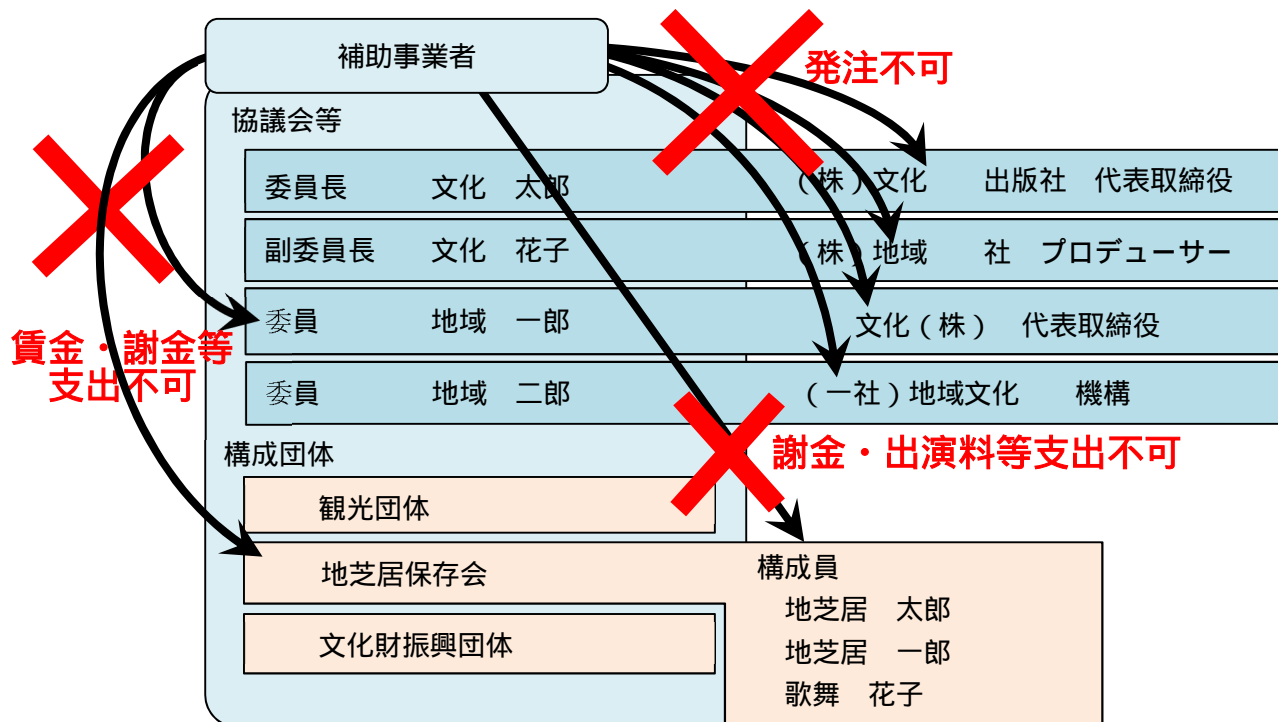 補助事業者
発注不可
協議会等
委員長 文化 太郎 (株)文化 出版社 代表取締役
副委員長 文化 花子 (株)地域 社 プロデューサー
委員 地域 一郎 文化(株) 代表取締役
委員 地域 二郎 (一社)地域文化 機構
賃金・謝金等
支出不可
構成団体
謝金・出演料等支出不可
観光団体
地芝居保存会
文化財振興団体
構成員
地芝居 太郎
地芝居 一郎
歌舞 花子